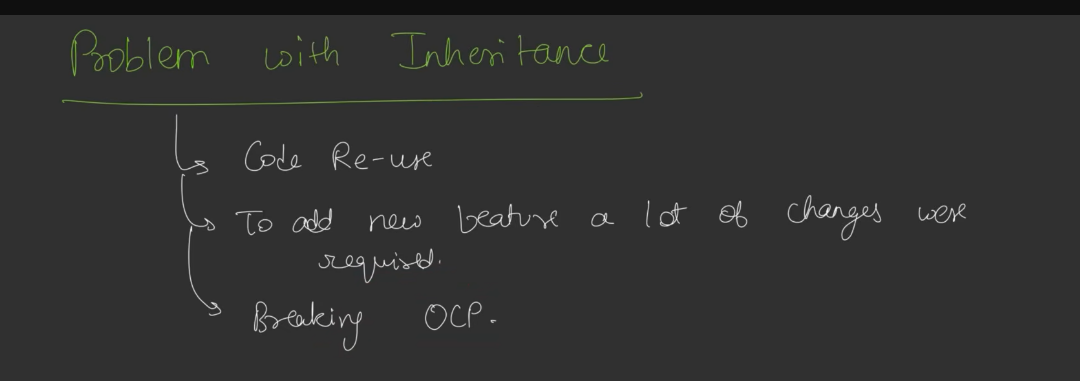 Problem with Inheritance
Code Re-use
To add new feature a lot of changes were
required.
Breaking OCP.